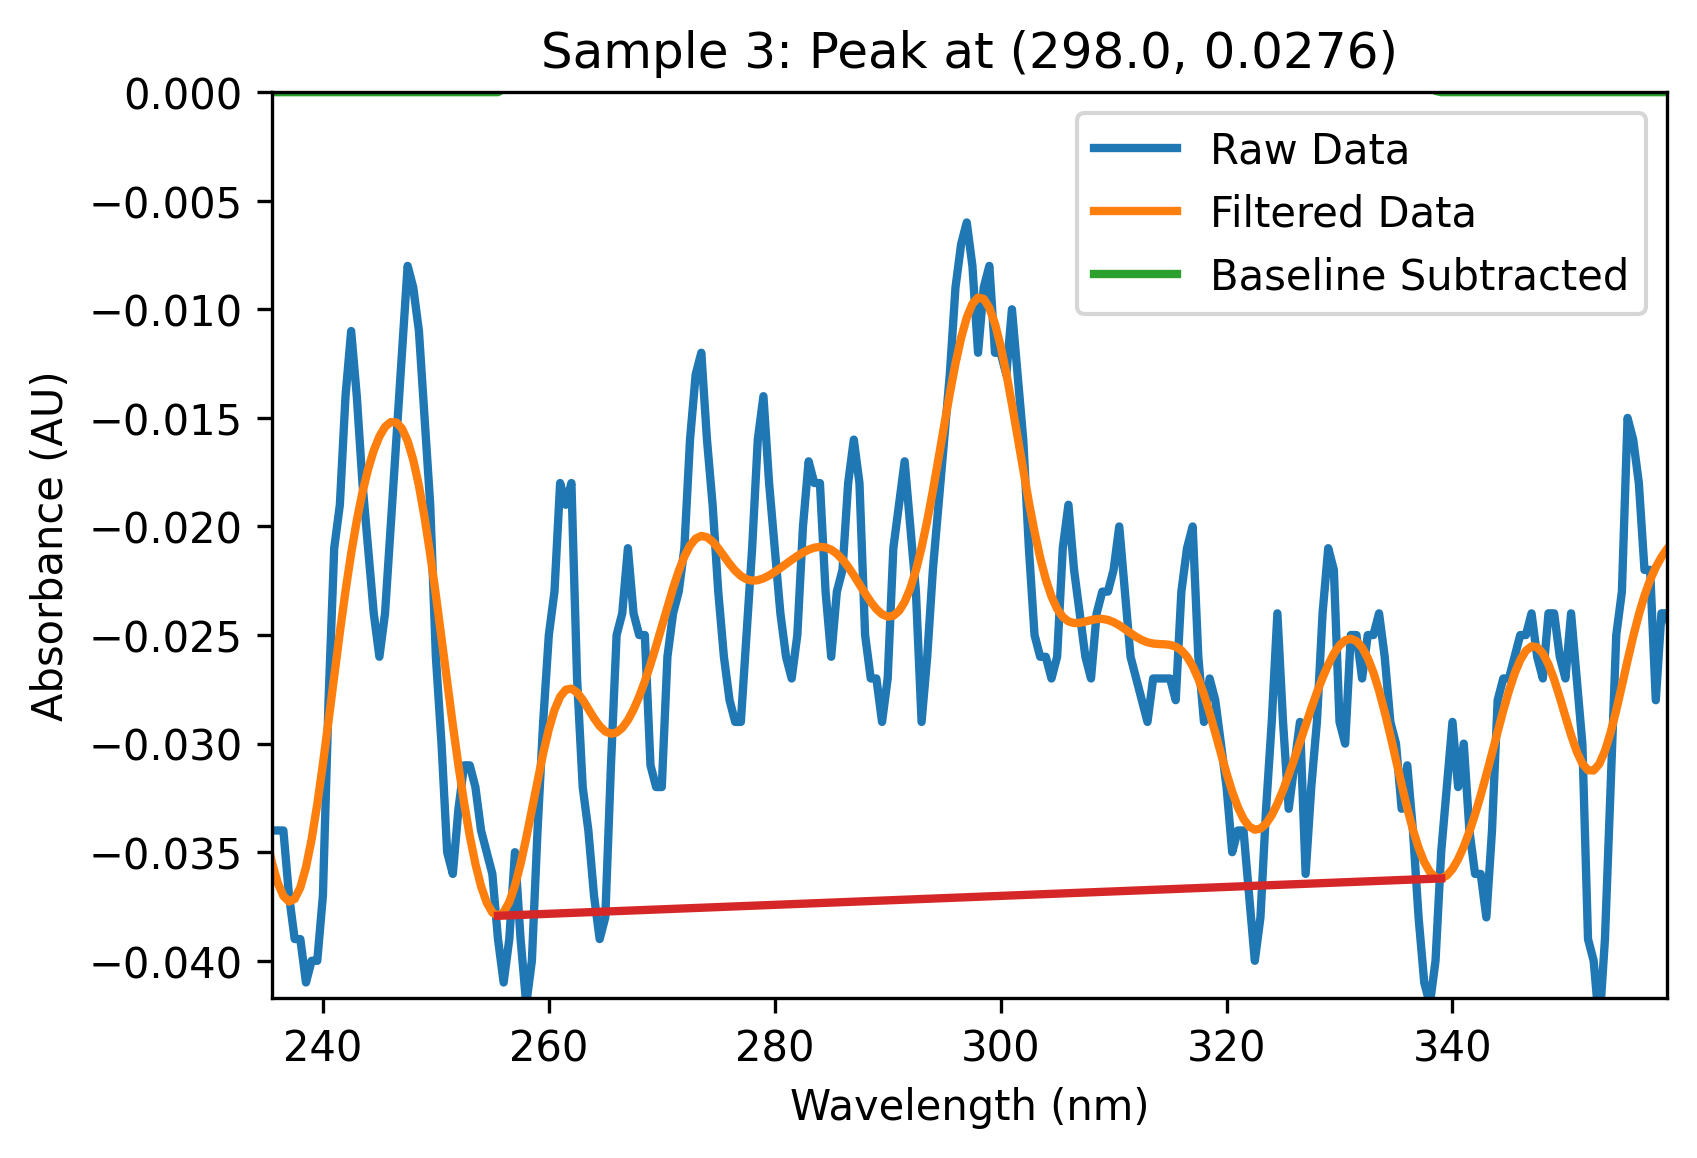 Sample 3: Peak at (298.0, 0.0276)
0.000
−0.005
−0.010
−0.015
−0.020
−0.025
−0.030
−0.035
−0.040
Absorbance (AU)
Raw Data
Filtered Data
Baseline Subtracted
240 260 280 300 320 340
Wavelength (nm)